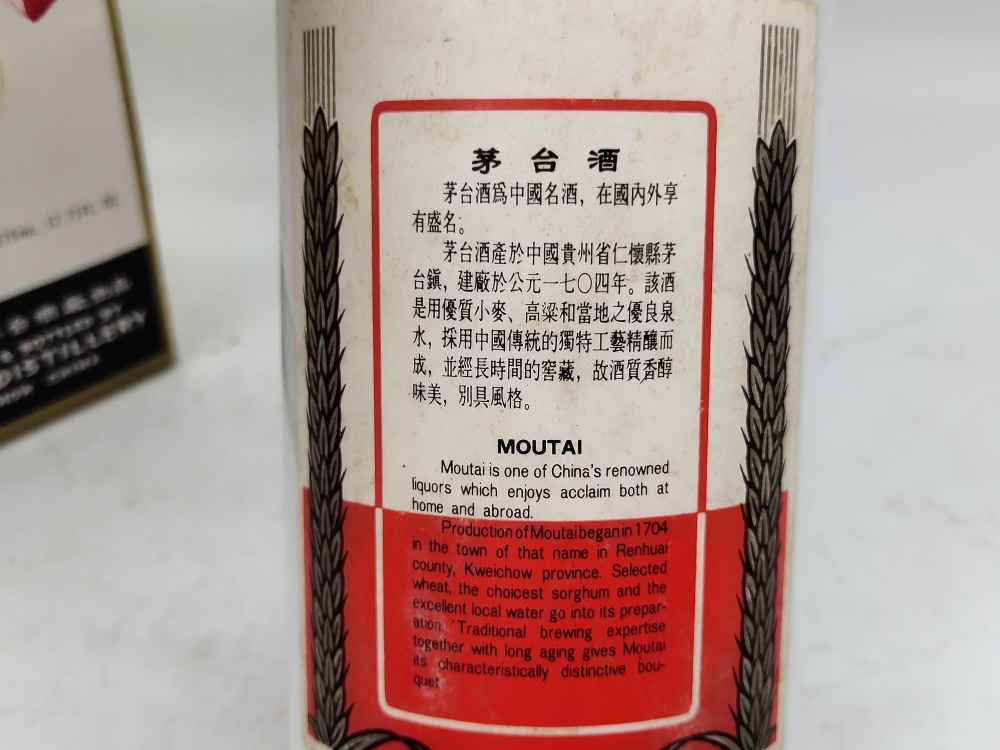 茅台酒
茅台酒爲中國名酒，在國內外享
有盛名。
茅台酒產於中國貴州省仁懷縣茅
台鎭，建廠於公元一七〇四年。該酒
是用優質小麥、高粱和當地之優良泉
水，採用中國傳統的獨特工藝精釀而
成，並經長時間的窖藏，故酒質香醇
味美，別具風格。
MOUTAI
Moutai is one of China's renowned
liquors which enjoys acclaim both at
home and abroad.
Production of Moutai began in 1704
in the town of that name in Renhuai
county, Kweichow province. Selected
wheat, the choicest sorghum and the
excellent local water go into its prepar-
ation. Traditional brewing expertise
together with long aging gives Moutai
its characteristically distinctive bou-
quet
DISTILLERY